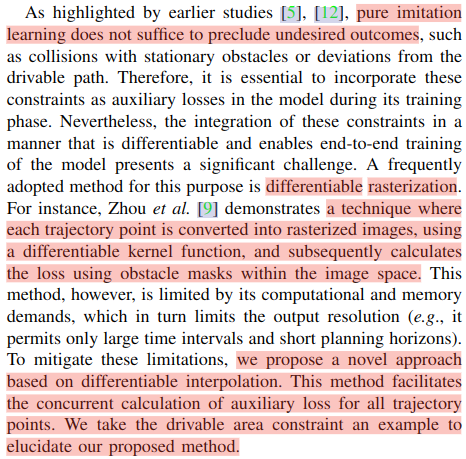 As highlighted by earlier studies [5], [12], pure imitation
learning does not suffice to preclude undesired outcomes, such
as collisions with stationary obstacles or deviations from the
drivable path. Therefore, it is essential to incorporate these
constraints as auxiliary losses in the model during its training
phase. Nevertheless, the integration of these constraints in a
manner that is differentiable and enables end-to-end training
of the model presents a significant challenge. A frequently
adopted method for this purpose is differentiable rasterization.
For instance, Zhou et al. [9] demonstrates a technique where
each trajectory point is converted into rasterized images, using
a differentiable kernel function, and subsequently calculates
the loss using obstacle masks within the image space. This
method, however, is limited by its computational and memory
demands, which in turn limits the output resolution (e.g., it
permits only large time intervals and short planning horizons).
To mitigate these limitations, we propose a novel approach
based on differentiable interpolation. This method facilitates
the concurrent calculation of auxiliary loss for all trajectory
points. We take the drivable area constraint an example to
elucidate our proposed method.